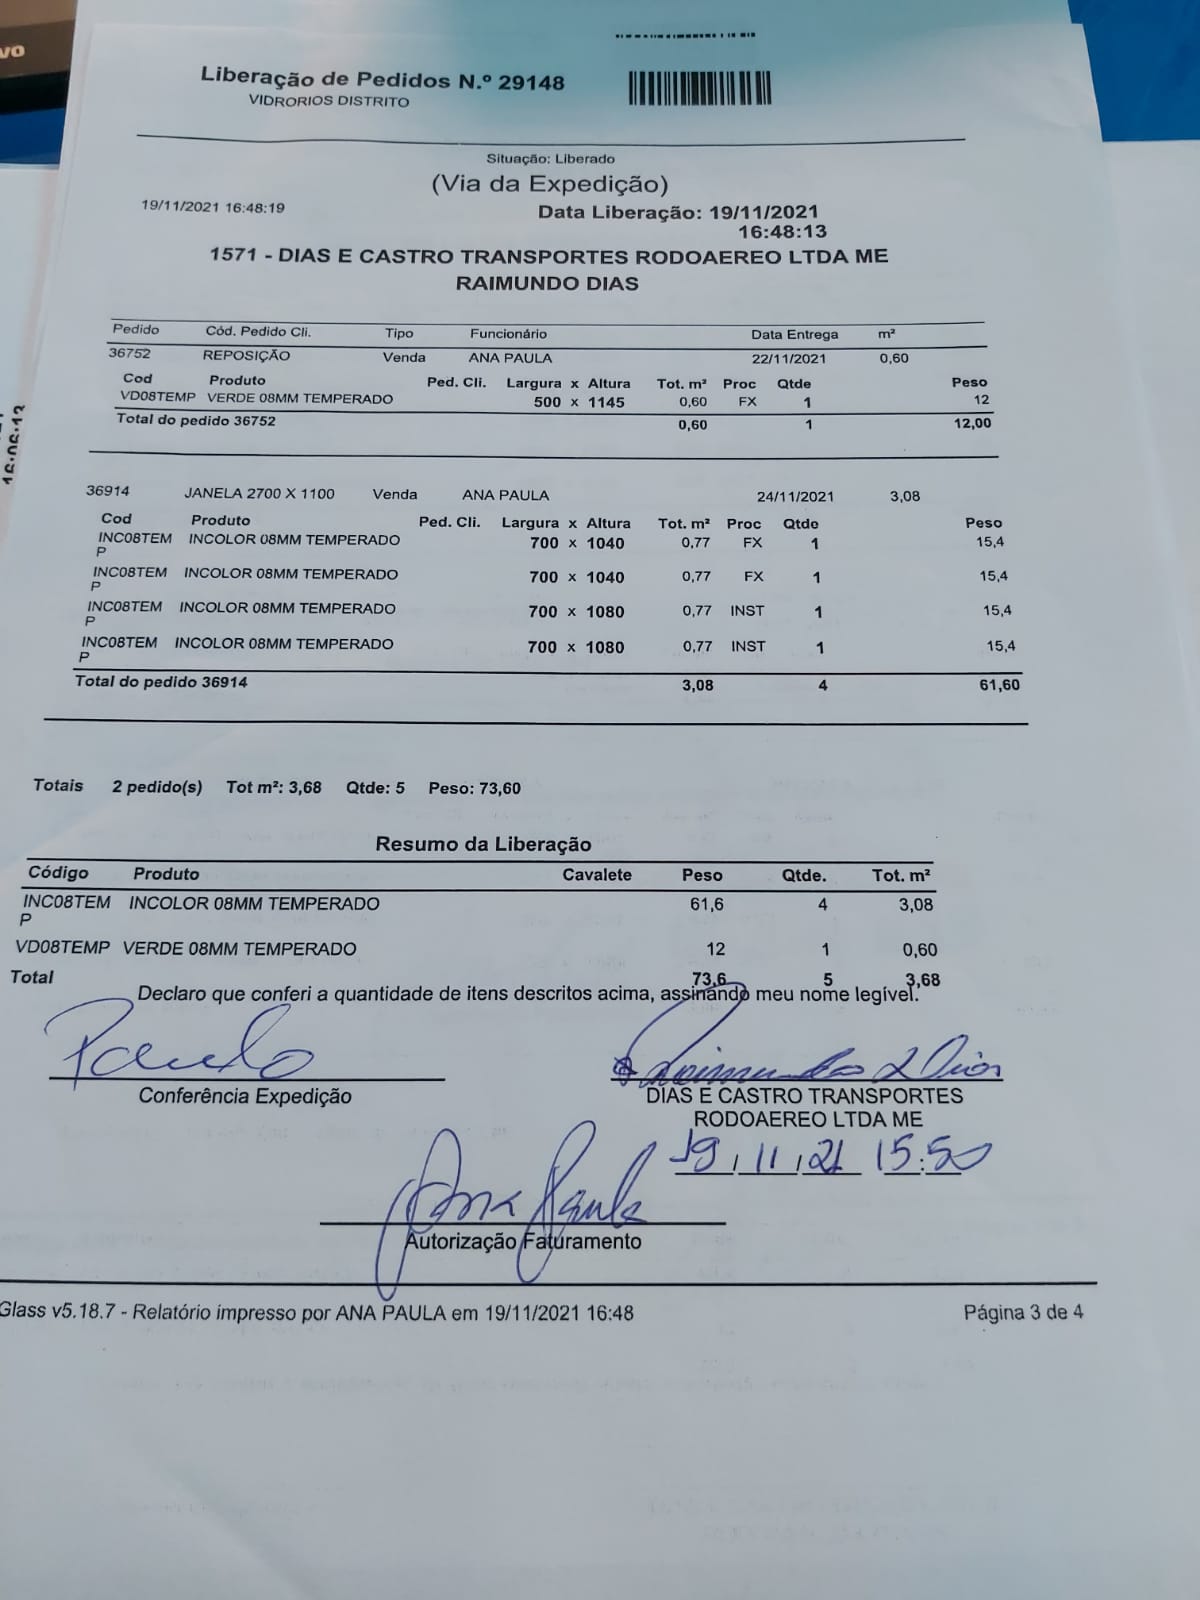 vo
Liberação de Pedidos N.º 29148
VIDRORIOS DISTRITO
Situação: Liberado
(Via da Expedição)
19/11/2021 16:48:19
Data Liberação: 19/11/2021
16:48:13
1571 - DIAS E CASTRO TRANSPORTES RODOAEREO LTDA ME
RAIMUNDO DIAS
Pedido Cód. Pedido Cli. Tipo Funcionário Data Entrega m²
36752 REPOSIÇÃO Venda ANA PAULA 22/11/2021 0,60
Cod Produto Ped. Cli. Largura x Altura Tot. m² Proc Qtde Peso
VD08TEMP VERDE 08MM TEMPERADO 500 x 1145 0,60 FX 1 12
Total do pedido 36752 0,60 1 12,00
16:06:13
36914 JANELA 2700 X 1100 Venda ANA PAULA 24/11/2021 3,08
Cod Produto Ped. Cli. Largura x Altura Tot. m² Proc Qtde Peso
INC08TEM INCOLOR 08MM TEMPERADO 700 x 1040 0,77 FX 1 15,4
P
INC08TEM INCOLOR 08MM TEMPERADO 700 x 1040 0,77 FX 1 15,4
P
INC08TEM INCOLOR 08MM TEMPERADO 700 x 1080 0,77 INST 1 15,4
P
INC08TEM INCOLOR 08MM TEMPERADO 700 x 1080 0,77 INST 1 15,4
P
Total do pedido 36914 3,08 4 61,60
Totais 2 pedido(s) Tot m²: 3,68 Qtde: 5 Peso: 73,60
Resumo da Liberação
Código Produto Cavalete Peso Qtde. Tot. m²
INC08TEM INCOLOR 08MM TEMPERADO 61,6 4 3,08
P
VD08TEMP VERDE 08MM TEMPERADO 12 1 0,60
Total 73,6 5 3,68
Declaro que conferi a quantidade de itens descritos acima, assinando meu nome legível.
Paulo Raimundo Dias
Conferência Expedição
DIAS E CASTRO TRANSPORTES
RODOAEREO LTDA ME
19/11/21 15:50
Ana Paula
Autorização Faturamento
Glass v5.18.7 - Relatório impresso por ANA PAULA em 19/11/2021 16:48 Página 3 de 4